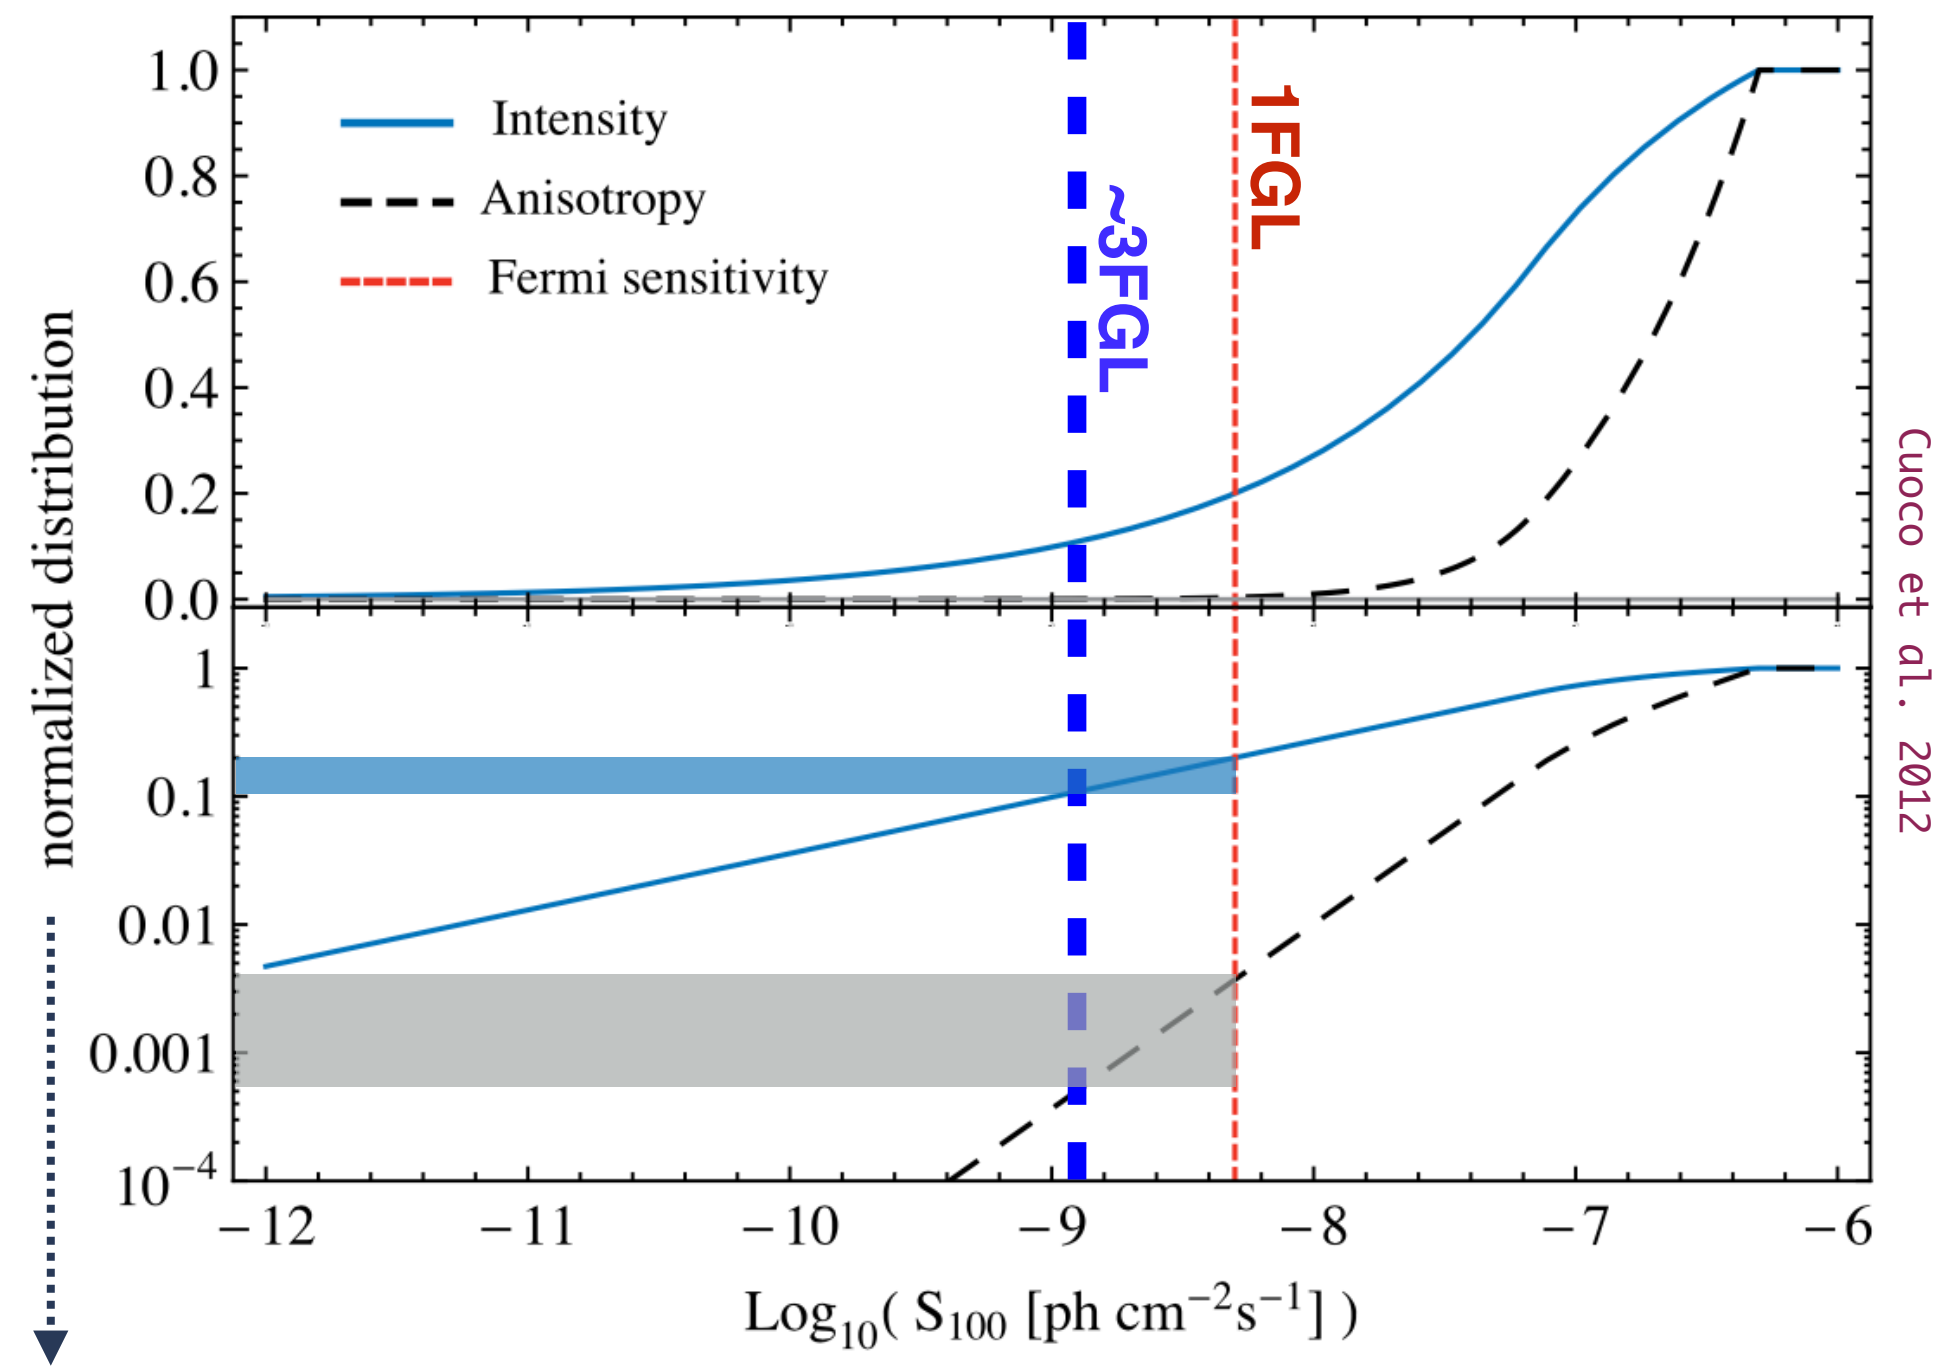 1.0
0.8
0.6
0.4
0.2
0.0
Intensity
Anisotropy
Fermi sensitivity
~3FGL
1FGL
normalized distribution
1
0.1
0.01
0.001
10⁻⁴
−12 −11 −10 −9 −8 −7 −6
Log₁₀( S₁₀₀ [ph cm⁻²s⁻¹] )
Cuoco et al. 2012